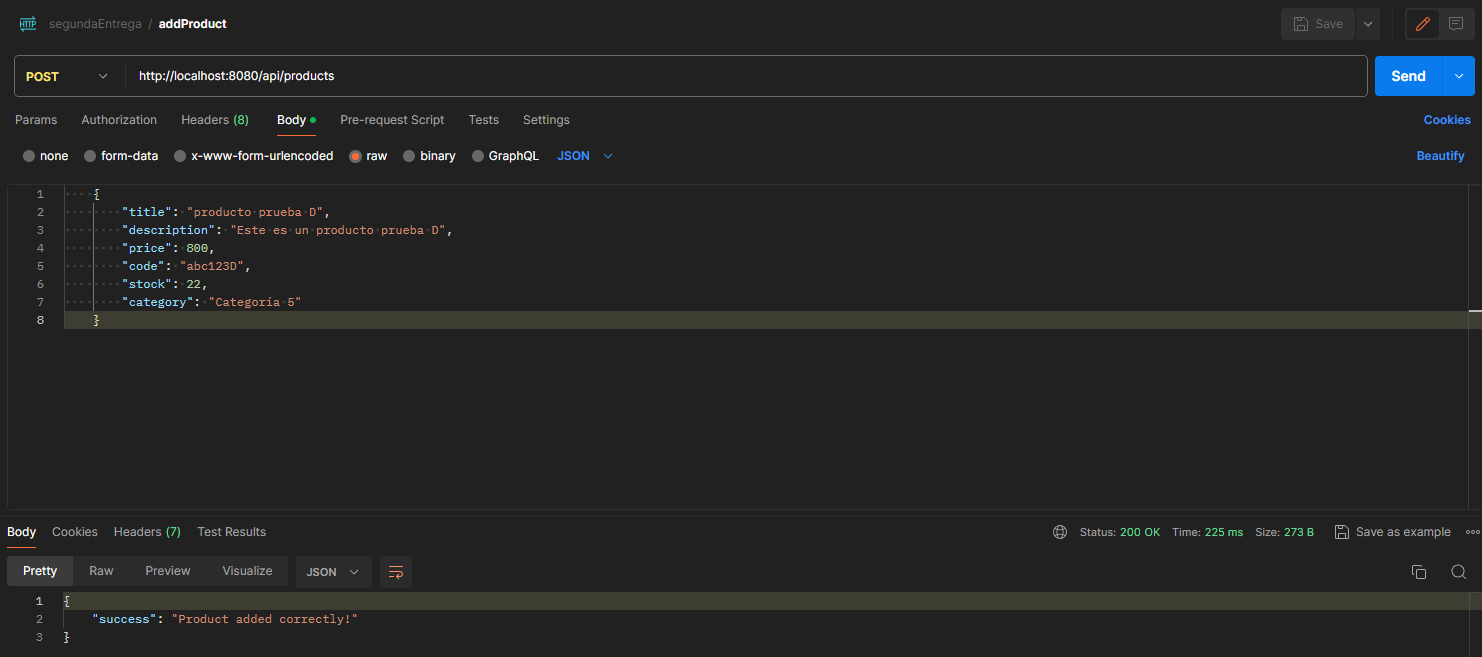 HTTP segundaEntrega / addProduct Save
POST http://localhost:8080/api/products Send
Params Authorization Headers (8) Body Pre-request Script Tests Settings Cookies
none form-data x-www-form-urlencoded raw binary GraphQL JSON Beautify
1 {
2 "title": "producto prueba D",
3 "description": "Este es un producto prueba D",
4 "price": 800,
5 "code": "abc123D",
6 "stock": 22,
7 "category": "Categoría 5"
8 }
Body Cookies Headers (7) Test Results Status: 200 OK Time: 225 ms Size: 273 B Save as example
Pretty Raw Preview Visualize JSON
1 {
2 "success": "Product added correctly!"
3 }